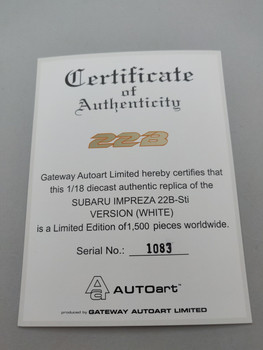 Certificate
of
Authenticity
22B
Gateway Autoart Limited hereby certifies that
this 1/18 diecast authentic replica of the
SUBARU IMPREZA 22B-Sti
VERSION (WHITE)
is a Limited Edition of1,500 pieces worldwide.
Serial No.: 1083
AUTOart™
produced by GATEWAY AUTOART LIMITED